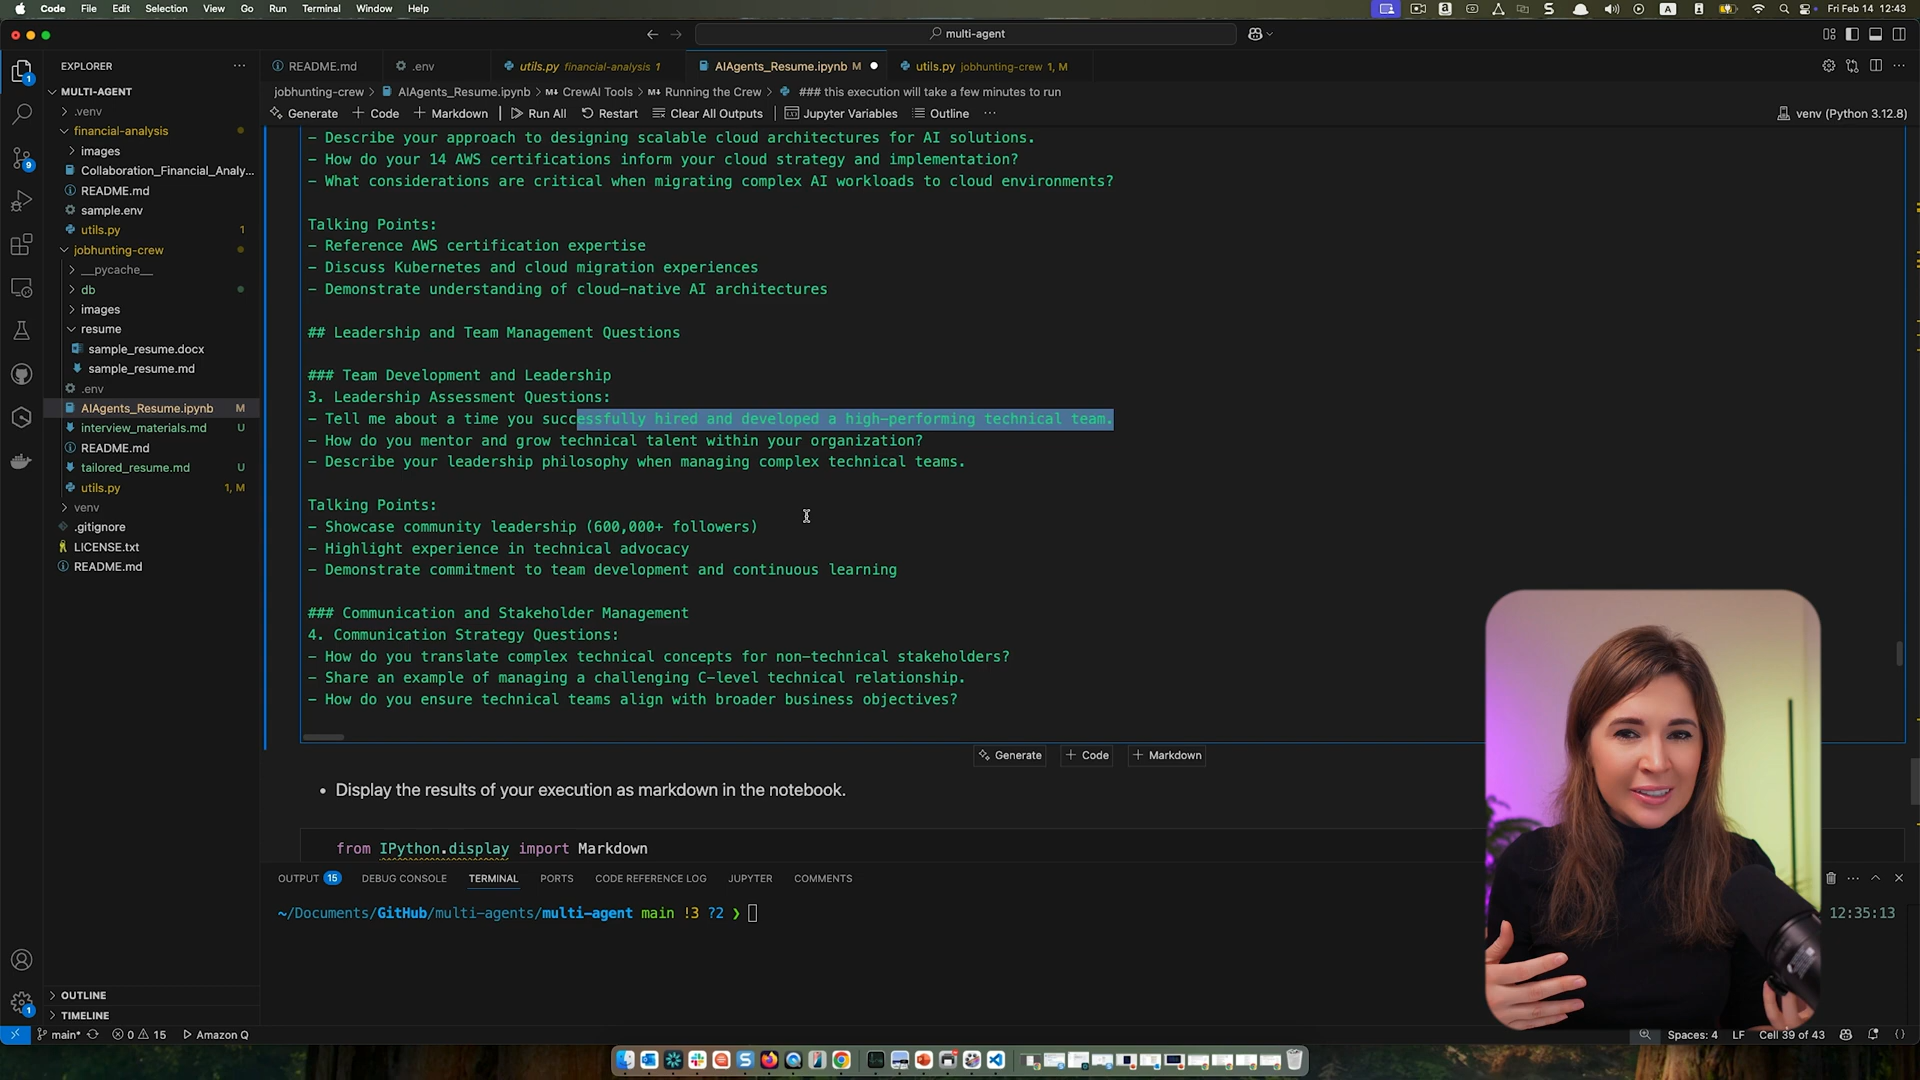 Code File Edit Selection View Go Run Terminal Window Help
Fri Feb 14 12:43
multi-agent
EXPLORER
MULTI-AGENT
.venv
financial-analysis
images
Collaboration_Financial_Analy...
README.md
sample.env
utils.py 1
jobhunting-crew
__pycache__
db
images
resume
sample_resume.docx
sample_resume.md
.env
AIAgents_Resume.ipynb M
interview_materials.md U
README.md
tailored_resume.md U
utils.py 1, M
venv
.gitignore
LICENSE.txt
README.md
OUTLINE
TIMELINE
README.md .env utils.py financial-analysis 1 AIAgents_Resume.ipynb M utils.py jobhunting-crew 1, M
jobhunting-crew > AIAgents_Resume.ipynb > CrewAI Tools > Running the Crew > ### this execution will take a few minutes to run
Generate + Code + Markdown Run All Restart Clear All Outputs Jupyter Variables Outline ...
venv (Python 3.12.8)
- Describe your approach to designing scalable cloud architectures for AI solutions.
- How do your 14 AWS certifications inform your cloud strategy and implementation?
- What considerations are critical when migrating complex AI workloads to cloud environments?
Talking Points:
- Reference AWS certification expertise
- Discuss Kubernetes and cloud migration experiences
- Demonstrate understanding of cloud-native AI architectures
## Leadership and Team Management Questions
### Team Development and Leadership
3. Leadership Assessment Questions:
- Tell me about a time you successfully hired and developed a high-performing technical team.
- How do you mentor and grow technical talent within your organization?
- Describe your leadership philosophy when managing complex technical teams.
Talking Points:
- Showcase community leadership (600,000+ followers)
- Highlight experience in technical advocacy
- Demonstrate commitment to team development and continuous learning
### Communication and Stakeholder Management
4. Communication Strategy Questions:
- How do you translate complex technical concepts for non-technical stakeholders?
- Share an example of managing a challenging C-level technical relationship.
- How do you ensure technical teams align with broader business objectives?
Generate + Code + Markdown
• Display the results of your execution as markdown in the notebook.
from IPython.display import Markdown
OUTPUT 15 DEBUG CONSOLE TERMINAL PORTS CODE REFERENCE LOG JUPYTER COMMENTS
~/Documents/GitHub/multi-agents/multi-agent main !3 ?2 ❯
12:35:13
main* 0 15 Amazon Q
Spaces: 4 LF Cell 39 of 43